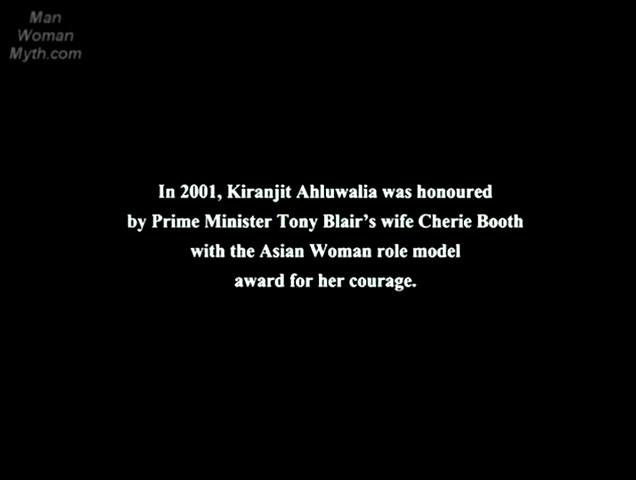 Man
Woman
Myth.com
In 2001, Kiranjit Ahluwalia was honoured
by Prime Minister Tony Blair's wife Cherie Booth
with the Asian Woman role model
award for her courage.